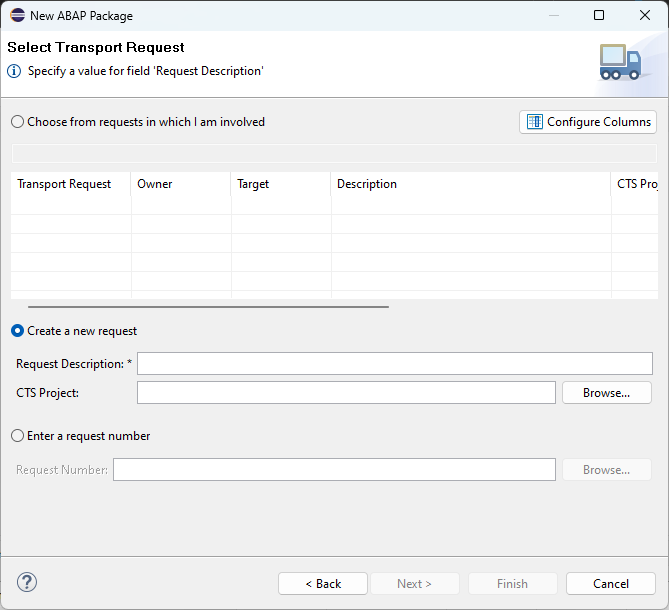 New ABAP Package
Select Transport Request
Specify a value for field 'Request Description'
Choose from requests in which I am involved
Configure Columns
Transport Request Owner Target Description CTS Proj
Create a new request
Request Description: *
CTS Project: Browse...
Enter a request number
Request Number: Browse...
? < Back Next > Finish Cancel